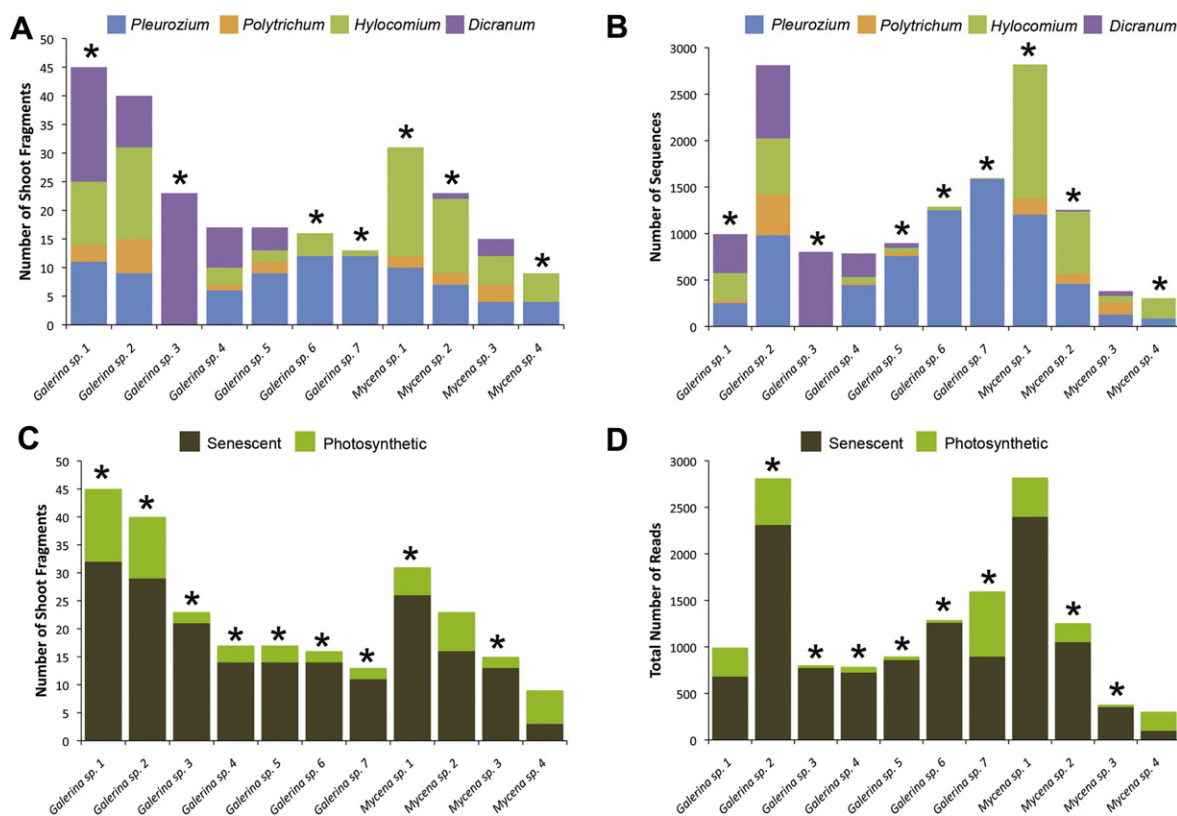 A
Pleurozium Polytrichum Hylocomium Dicranum
Number of Shoot Fragments
50
45
40
35
30
25
20
15
10
5
0
* * * * * * *
Galerina sp. 1 Galerina sp. 2 Galerina sp. 3 Galerina sp. 4 Galerina sp. 5 Galerina sp. 6 Galerina sp. 7 Mycena sp. 1 Mycena sp. 2 Mycena sp. 3 Mycena sp. 4
B
Pleurozium Polytrichum Hylocomium Dicranum
Number of Sequences
3000
2500
2000
1500
1000
500
0
* * * * * * * *
Galerina sp. 1 Galerina sp. 2 Galerina sp. 3 Galerina sp. 4 Galerina sp. 5 Galerina sp. 6 Galerina sp. 7 Mycena sp. 1 Mycena sp. 2 Mycena sp. 3 Mycena sp. 4
C
Senescent Photosynthetic
Number of Shoot Fragments
50
45
40
35
30
25
20
15
10
5
0
* * * * * * * * *
Galerina sp. 1 Galerina sp. 2 Galerina sp. 3 Galerina sp. 4 Galerina sp. 5 Galerina sp. 6 Galerina sp. 7 Mycena sp. 1 Mycena sp. 2 Mycena sp. 3 Mycena sp. 4
D
Senescent Photosynthetic
Total Number of Reads
3000
2500
2000
1500
1000
500
0
* * * * * * * *
Galerina sp. 1 Galerina sp. 2 Galerina sp. 3 Galerina sp. 4 Galerina sp. 5 Galerina sp. 6 Galerina sp. 7 Mycena sp. 1 Mycena sp. 2 Mycena sp. 3 Mycena sp. 4